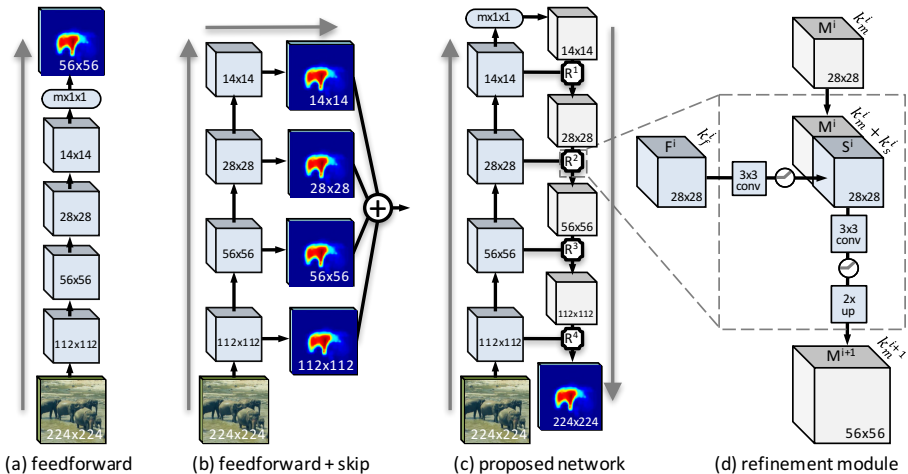 56x56
mx1x1
14x14
28x28
56x56
112x112
224x224
(a) feedforward
14x14
14x14
28x28
28x28
56x56
56x56
112x112
112x112
224x224
+
(b) feedforward + skip
mx1x1
14x14
14x14
R¹
28x28
28x28
R²
56x56
56x56
R³
112x112
112x112
R⁴
224x224
224x224
(c) proposed network
Mⁱ
kⁱₘ
28x28
Fⁱ
kⁱ_f
28x28
3x3
conv
Mⁱ
kⁱₘ + kⁱₛ
Sⁱ
28x28
3x3
conv
2x
up
Mⁱ⁺¹
kⁱ⁺¹ₘ
56x56
(d) refinement module